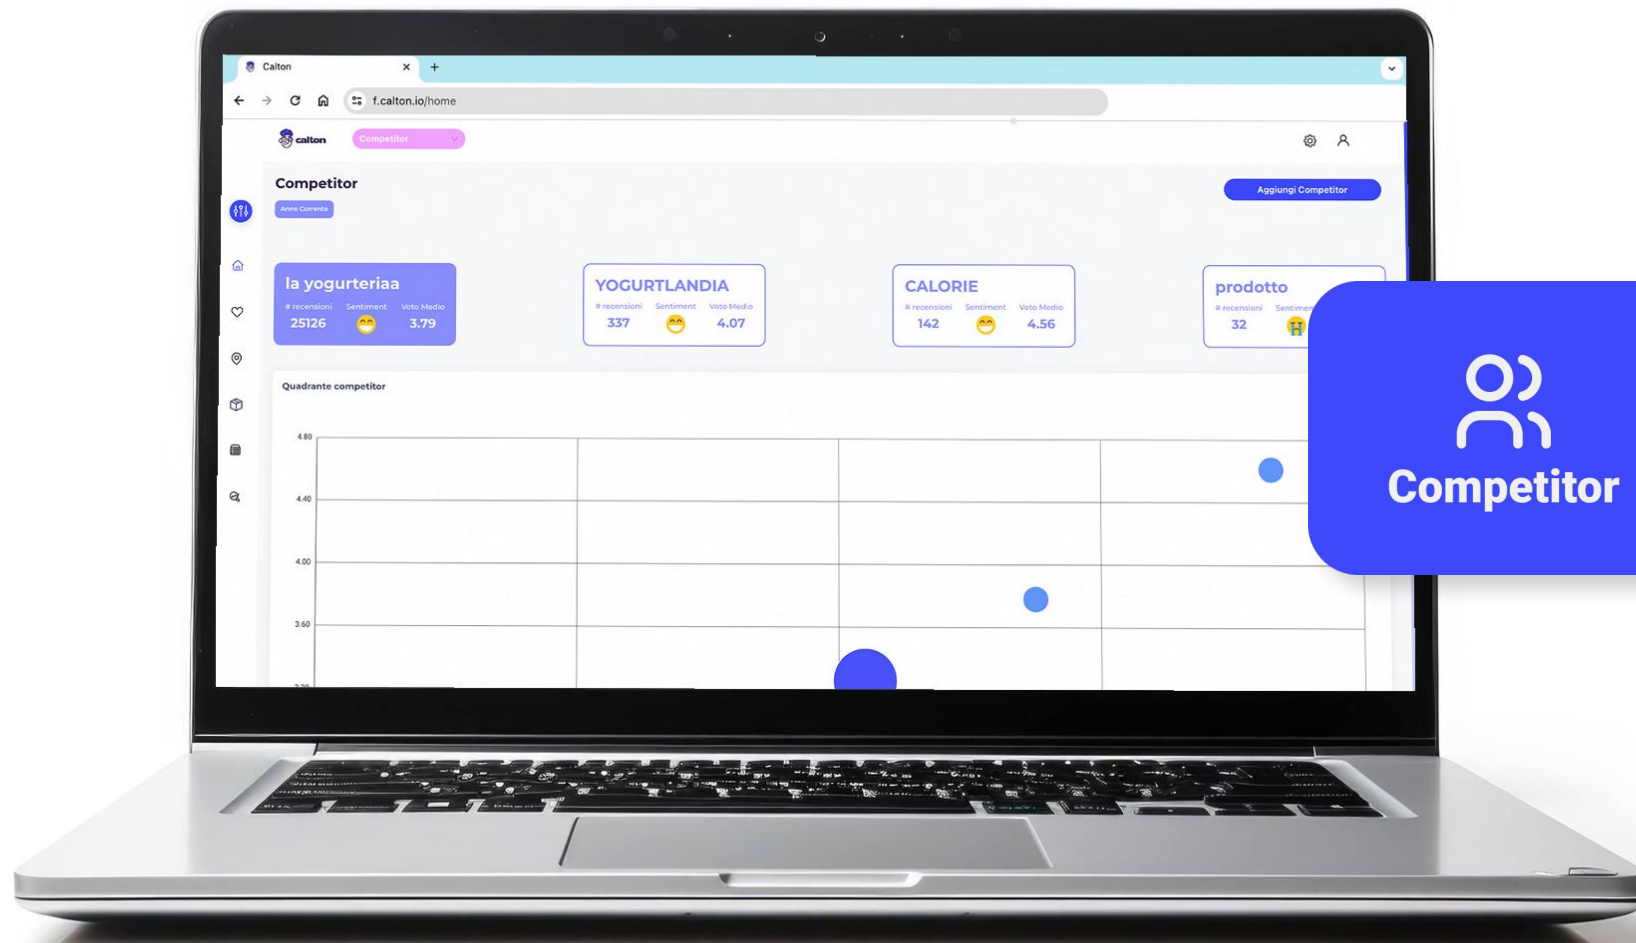 Calton
f.calton.io/home
calton
Competitor
Competitor
Aggiungi Competitor
Anno Corrente
la yogurteriaa
# recensioni Sentiment Voto Medio
25126 3.79
YOGURTLANDIA
# recensioni Sentiment Voto Medio
337 4.07
CALORIE
# recensioni Sentiment Voto Medio
142 4.56
prodotto
# recensioni
32
Quadrante competitor
4.80
4.40
4.00
3.60
Competitor